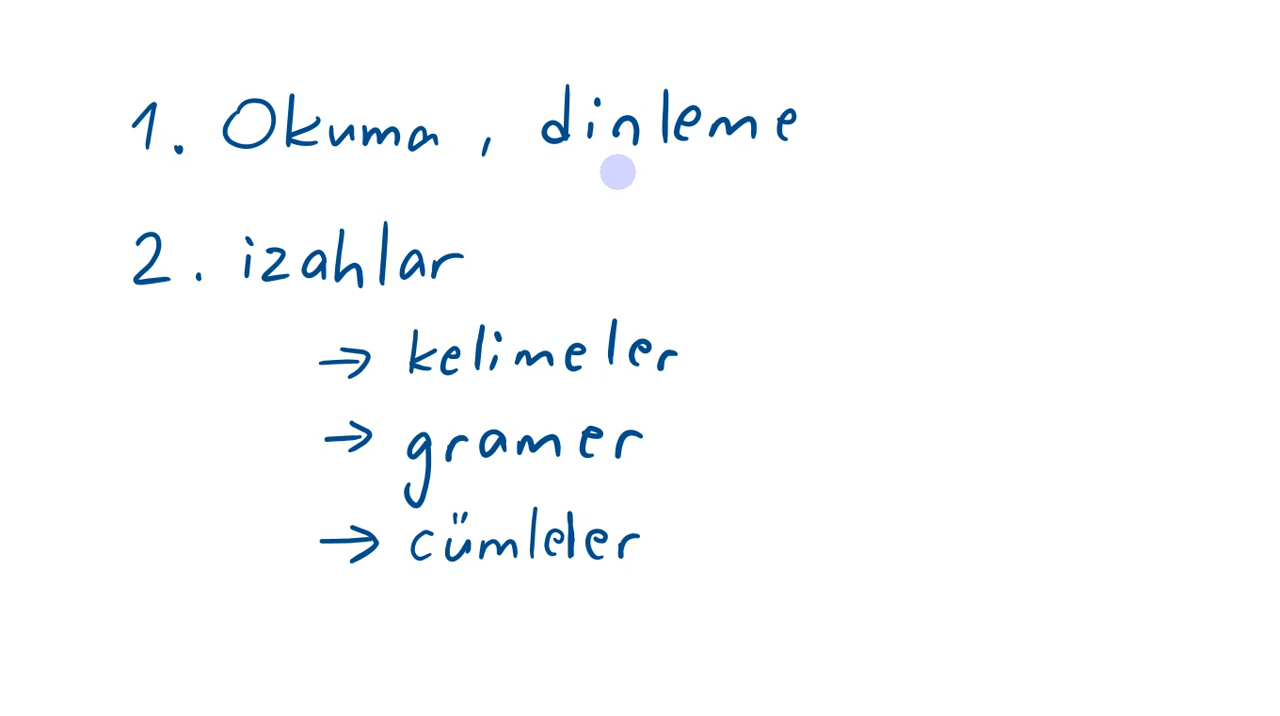 1. Okuma, dinleme
2. izahlar
→ kelimeler
→ gramer
→ cümleler